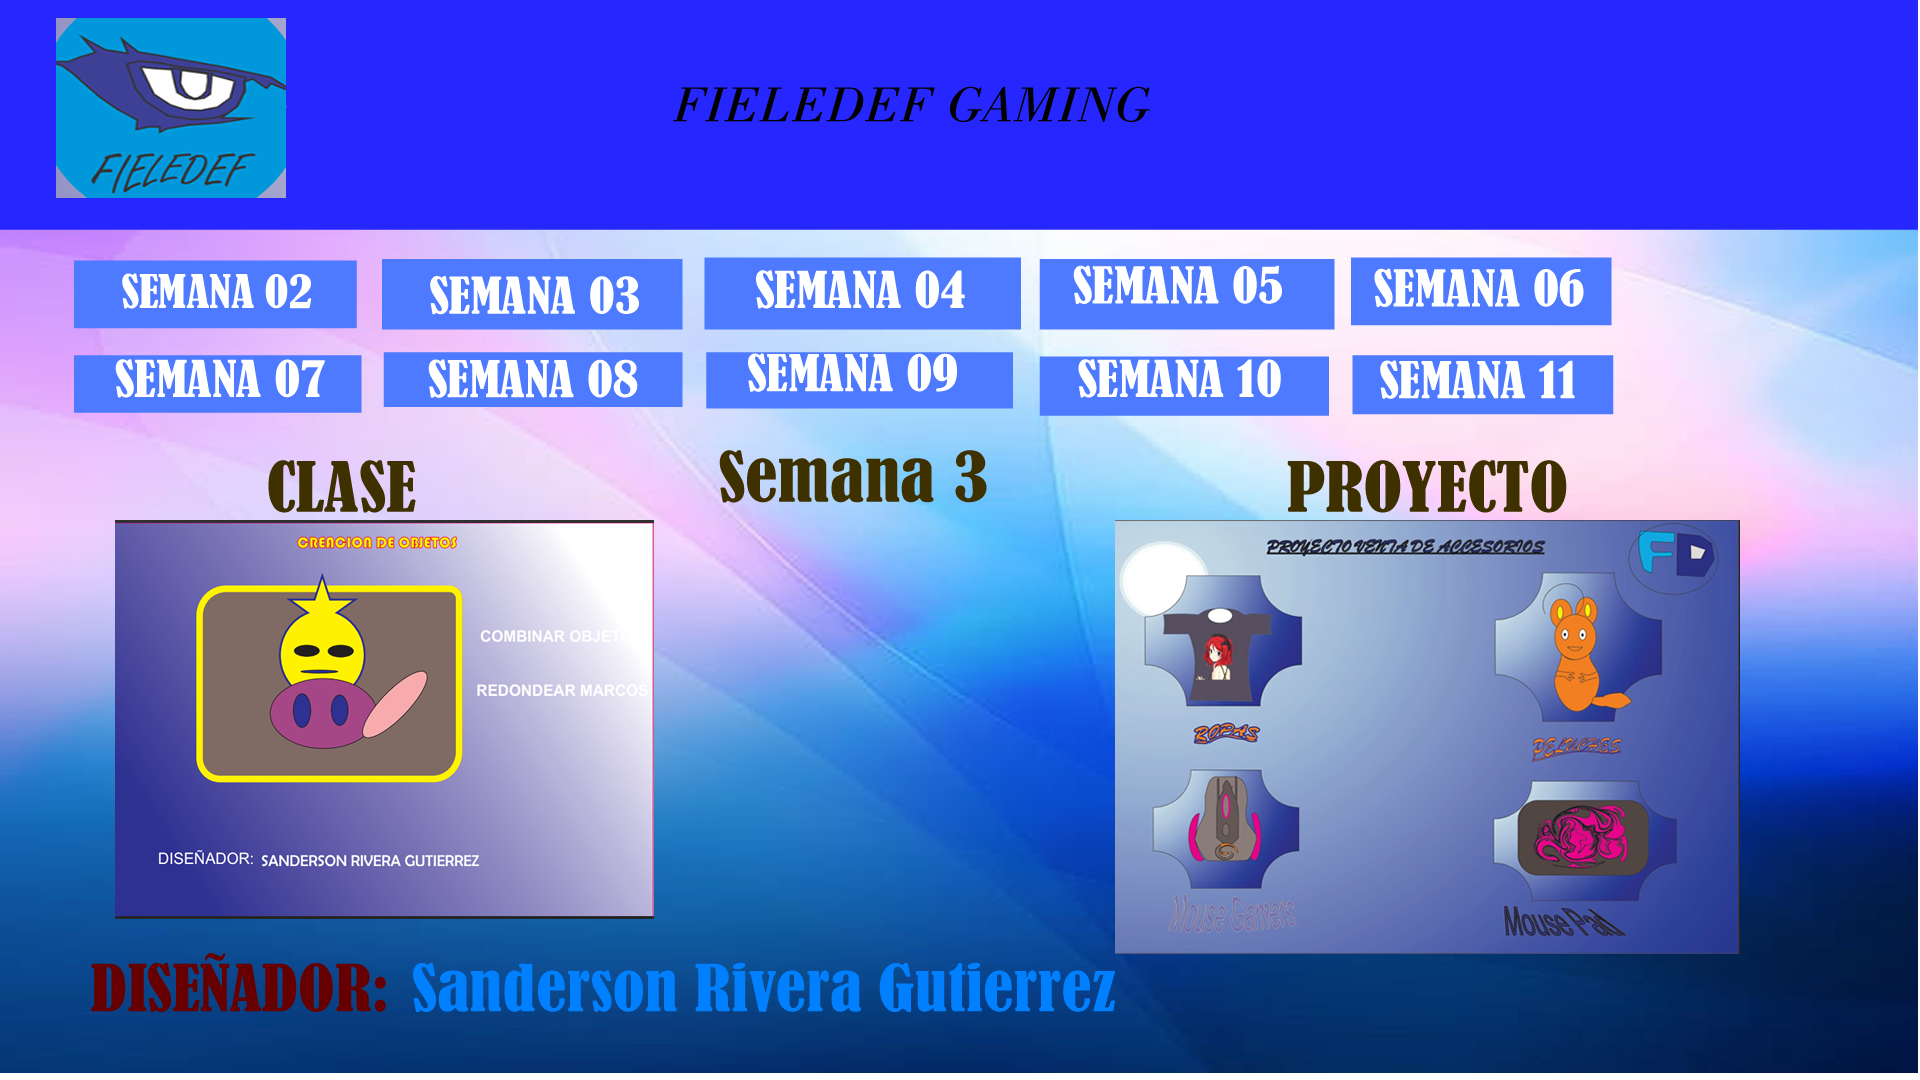 FIELEDEF
FIELEDEF GAMING
SEMANA 02
SEMANA 03
SEMANA 04
SEMANA 05
SEMANA 06
SEMANA 07
SEMANA 08
SEMANA 09
SEMANA 10
SEMANA 11
CLASE
Semana 3
PROYECTO
CREACION DE OBJETOS
COMBINAR OBJETOS
REDONDEAR MARCOS
DISEÑADOR: SANDERSON RIVERA GUTIERREZ
PROYECTO VENTA DE ACCESORIOS
FD
ROPAS
PELUCHES
Mouse Gamers
Mouse Pad
DISEÑADOR: Sanderson Rivera Gutierrez